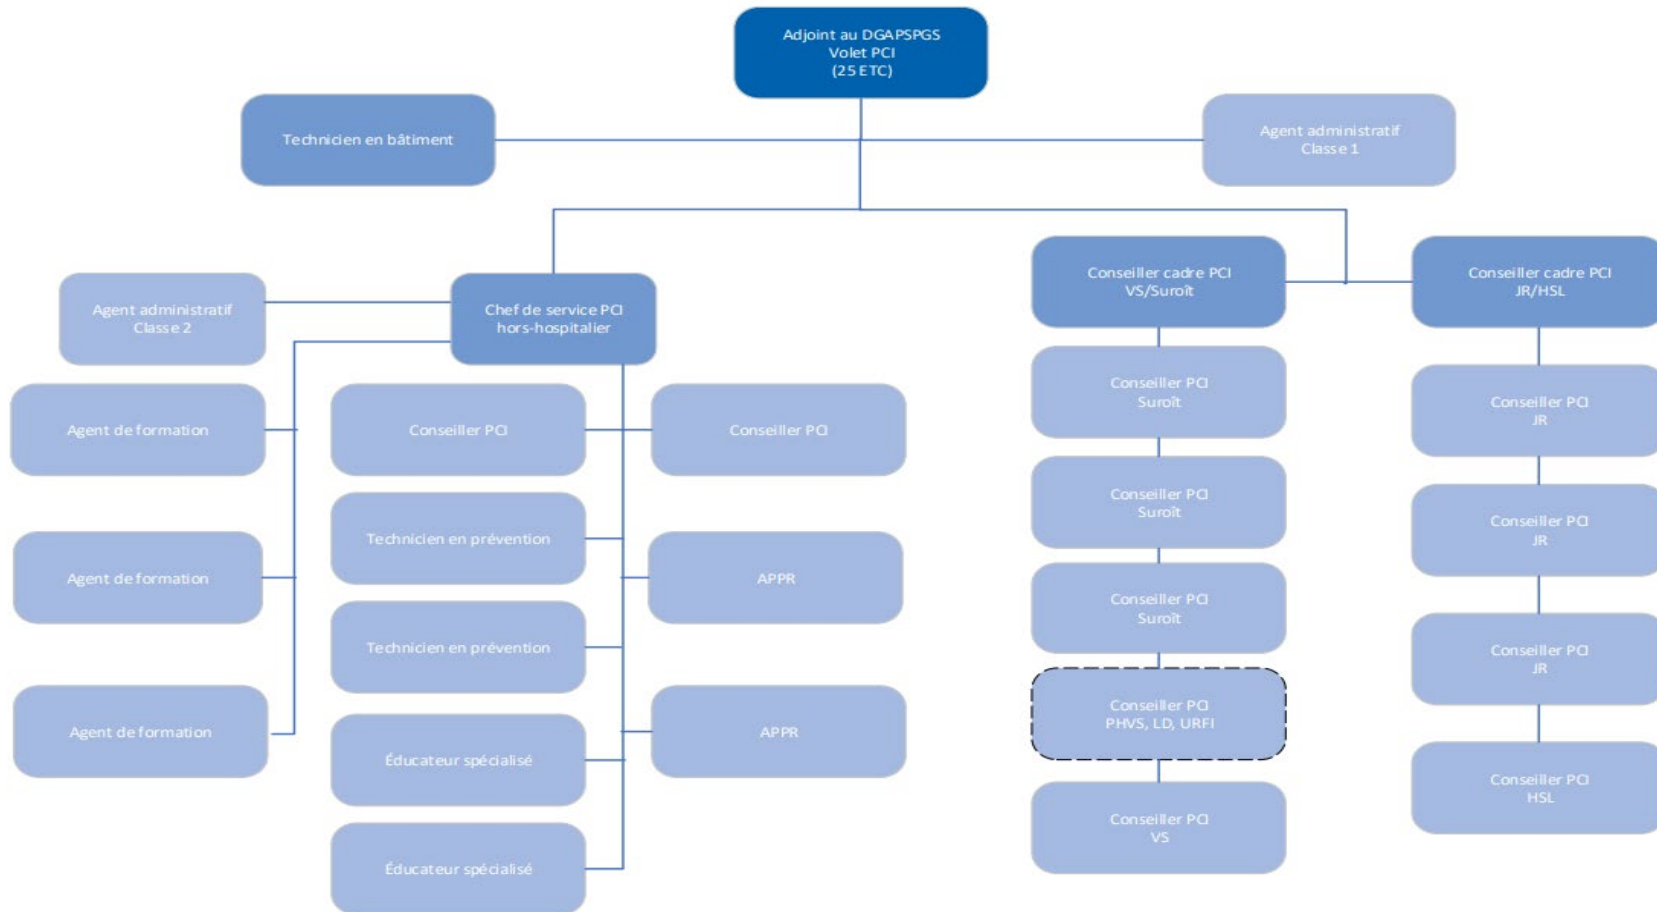 Adjoint au DGAPSPGS
Volet PCI
(25 ETC)
Technicien en bâtiment
Agent administratif
Classe 1
Agent administratif
Classe 2
Chef de service PCI
hors-hospitalier
Conseiller cadre PCI
VS/Suroît
Conseiller cadre PCI
JR/HSL
Agent de formation
Agent de formation
Agent de formation
Conseiller PCI
Technicien en prévention
Technicien en prévention
Éducateur spécialisé
Éducateur spécialisé
Conseiller PCI
APPR
APPR
Conseiller PCI
Suroît
Conseiller PCI
Suroît
Conseiller PCI
Suroît
Conseiller PCI
PHVS, LD, URFI
Conseiller PCI
VS
Conseiller PCI
JR
Conseiller PCI
JR
Conseiller PCI
JR
Conseiller PCI
HSL